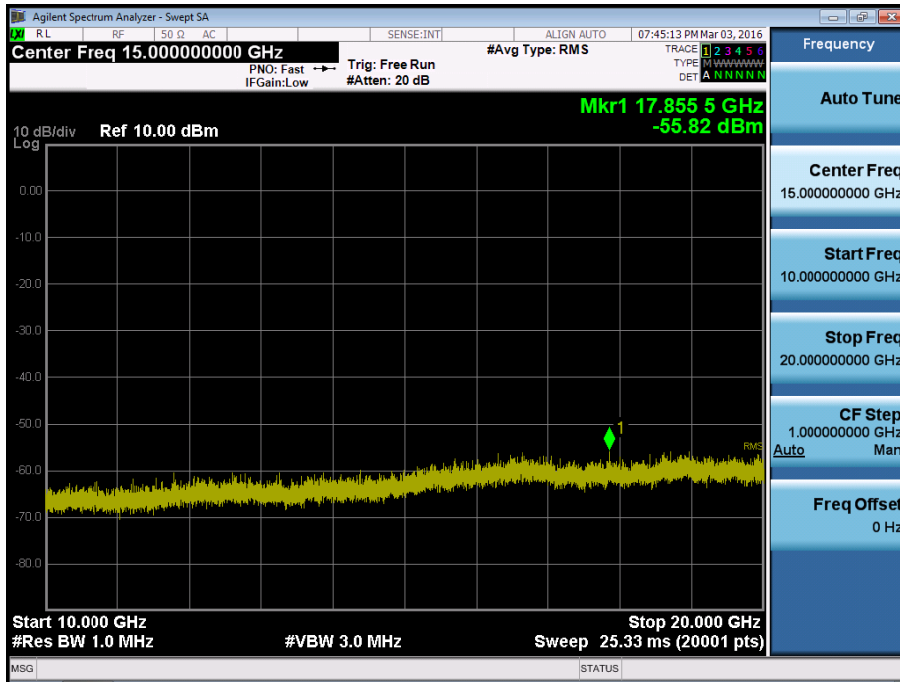 Agilent Spectrum Analyzer - Swept SA
LXI RL RF 50 Ω AC SENSE:INT ALIGN AUTO 07:45:13 PM Mar 03, 2016
Center Freq 15.000000000 GHz
PNO: Fast
IFGain:Low
Trig: Free Run
#Atten: 20 dB
#Avg Type: RMS
TRACE 1 2 3 4 5 6
TYPE M WWWWW
DET A N N N N N
Mkr1 17.855 5 GHz
-55.82 dBm
10 dB/div Ref 10.00 dBm
Log
0.00
-10.0
-20.0
-30.0
-40.0
-50.0
-60.0
-70.0
-80.0
1
RMS
Start 10.000 GHz Stop 20.000 GHz
#Res BW 1.0 MHz #VBW 3.0 MHz Sweep 25.33 ms (20001 pts)
MSG STATUS
Frequency
Auto Tune
Center Freq
15.000000000 GHz
Start Freq
10.000000000 GHz
Stop Freq
20.000000000 GHz
CF Step
1.000000000 GHz
Auto Man
Freq Offset
0 Hz